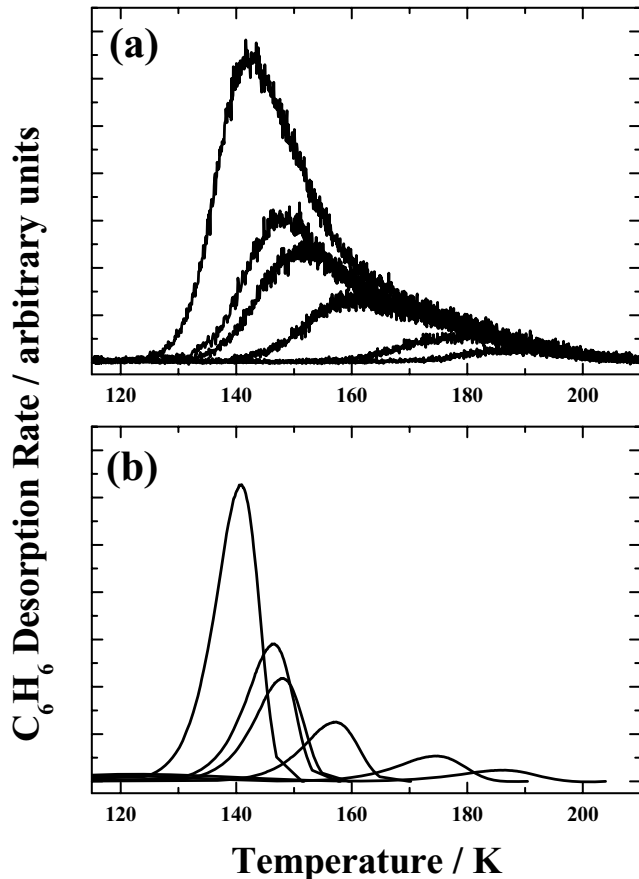 (a)
120 140 160 180 200
(b)
120 140 160 180 200
C₆H₆ Desorption Rate / arbitrary units
Temperature / K